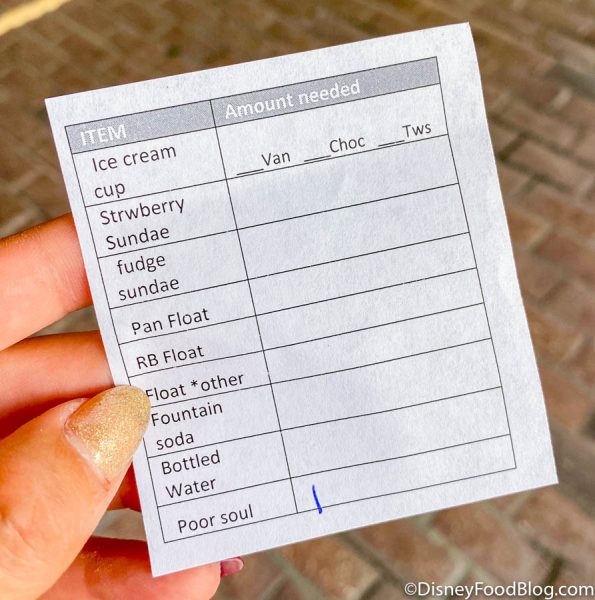 ITEM Amount needed
Ice cream
cup
___Van ___Choc ___Tws
Strwberry
Sundae
fudge
sundae
Pan Float
RB Float
Float *other
Fountain
soda
Bottled
Water
Poor soul 1
©DisneyFoodBlog.com